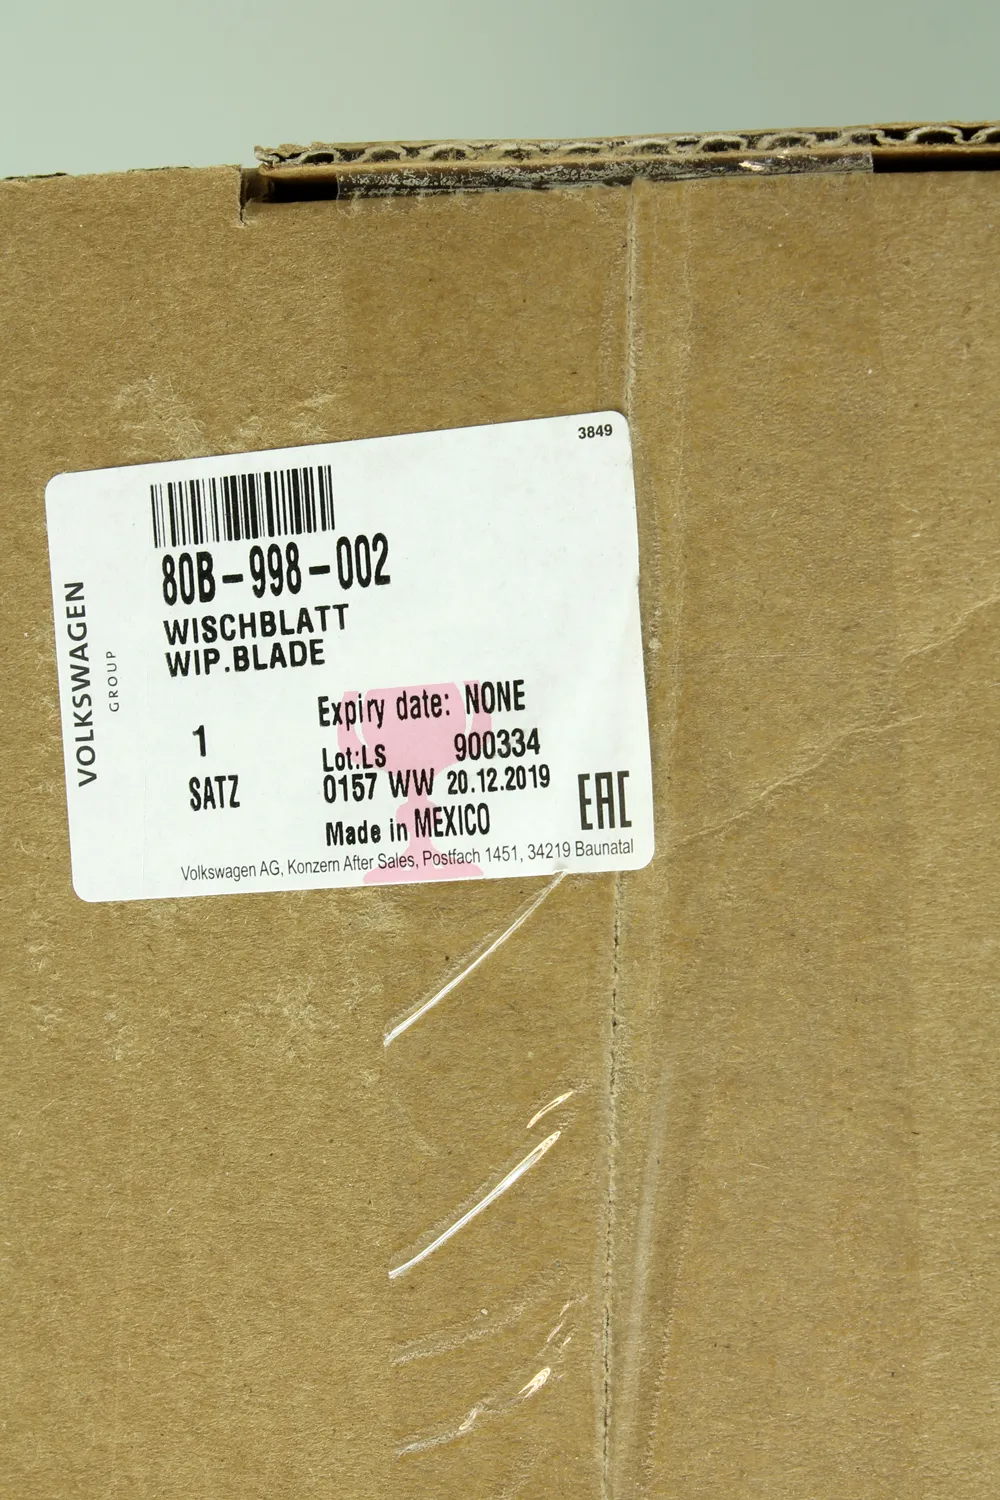 3849
80B-998-002
WISCHBLATT
WIP.BLADE
VOLKSWAGEN
GROUP
Expiry date: NONE
1
Lot:LS 900334
SATZ
0157 WW 20.12.2019
Made in MEXICO
EAC
Volkswagen AG, Konzern After Sales, Postfach 1451, 34219 Baunatal